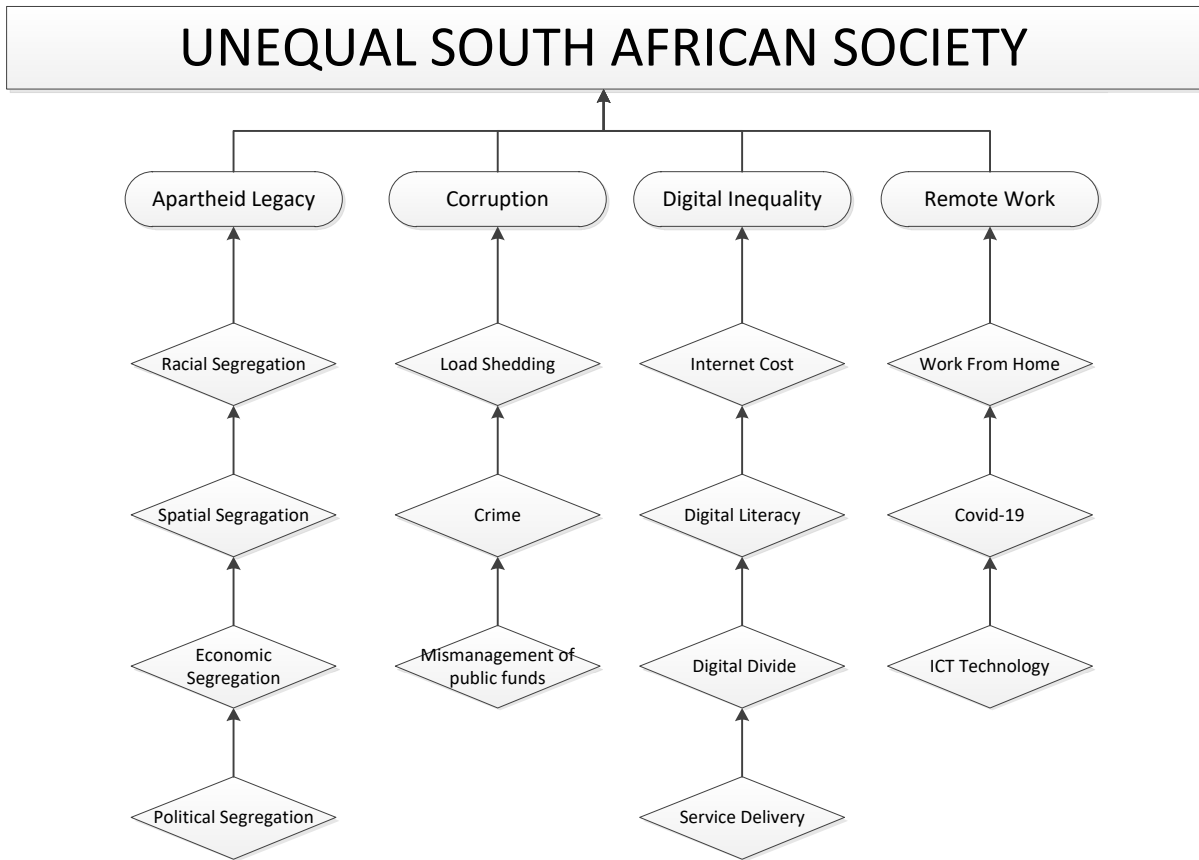 UNEQUAL SOUTH AFRICAN SOCIETY
Apartheid Legacy
Corruption
Digital Inequality
Remote Work
Racial Segregation
Load Shedding
Internet Cost
Work From Home
Spatial Segragation
Crime
Digital Literacy
Covid-19
Economic
Segregation
Mismanagement of
public funds
Digital Divide
ICT Technology
Political Segregation
Service Delivery